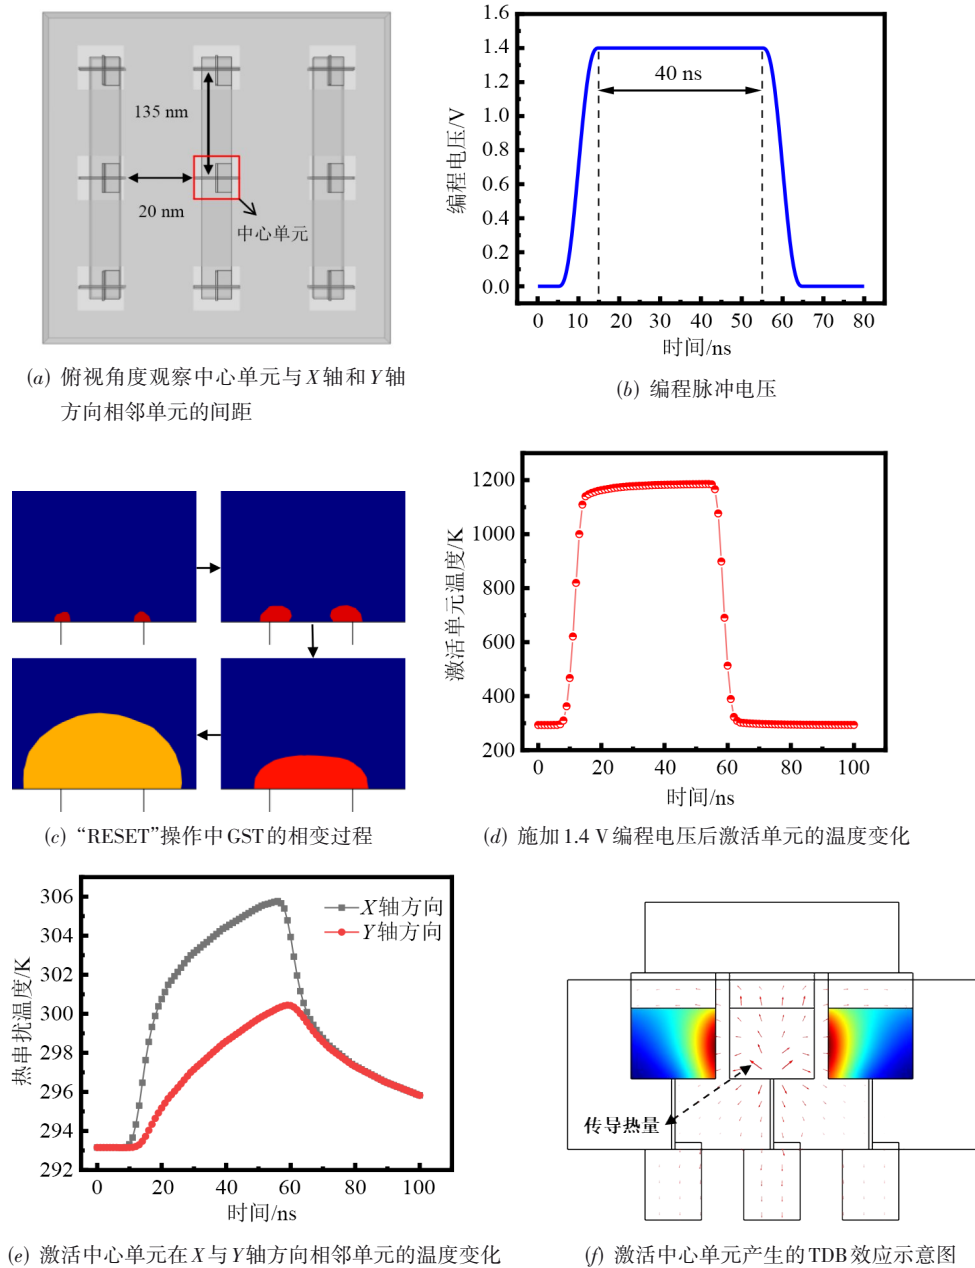 135 nm
20 nm
中心单元
(a) 俯视角度观察中心单元与X轴和Y轴
方向相邻单元的间距
编程电压/V
1.4
1.2
1.0
0.8
0.6
0.4
0.2
0.0
40 ns
0 10 20 30 40 50 60 70 80
时间/ns
(b) 编程脉冲电压
(c) “RESET”操作中GST的相变过程
激活单元温度/K
1200
1000
800
600
400
200
0 20 40 60 80 100
时间/ns
(d) 施加1.4 V编程电压后激活单元的温度变化
热串扰温度/K
306
304
302
300
298
296
294
292
X轴方向
Y轴方向
0 20 40 60 80 100
时间/ns
(e) 激活中心单元在X与Y轴方向相邻单元的温度变化
传导热量
(f) 激活中心单元产生的TDB效应示意图